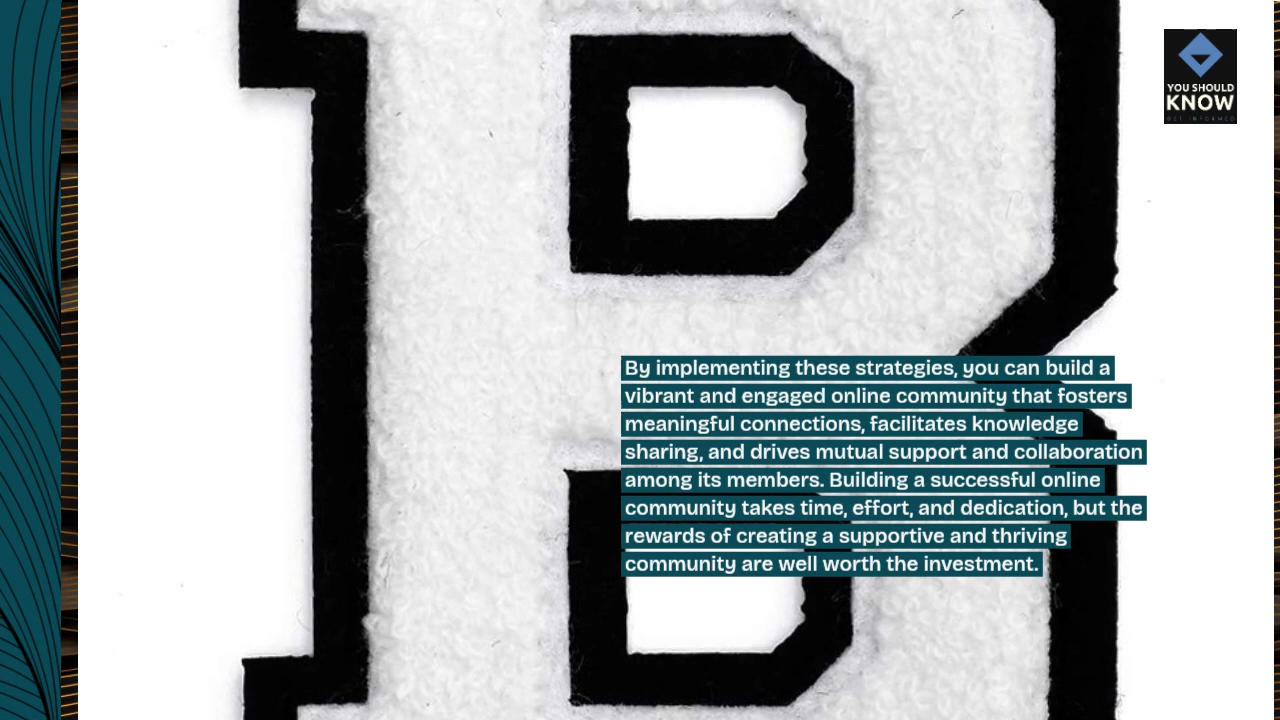 YOU SHOULD
KNOW
GET INFORMED
By implementing these strategies, you can build a
vibrant and engaged online community that fosters
meaningful connections, facilitates knowledge
sharing, and drives mutual support and collaboration
among its members. Building a successful online
community takes time, effort, and dedication, but the
rewards of creating a supportive and thriving
community are well worth the investment.
B